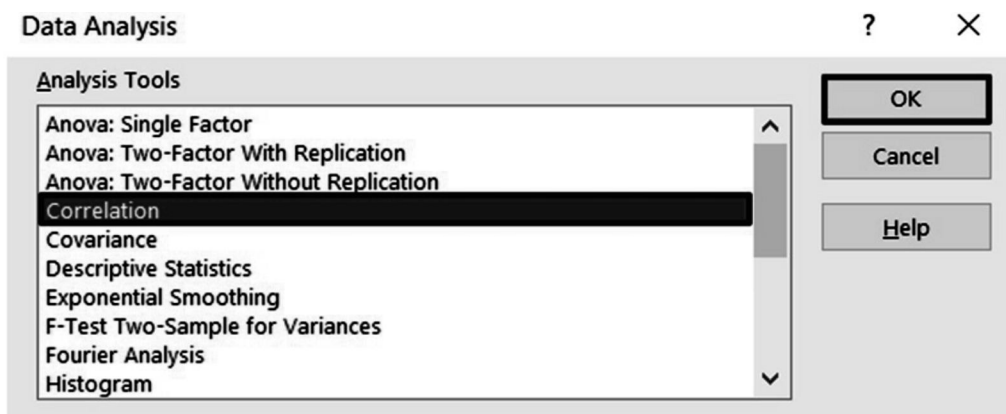 Data Analysis ? ×
Analysis Tools
Anova: Single Factor
Anova: Two-Factor With Replication
Anova: Two-Factor Without Replication
Correlation
Covariance
Descriptive Statistics
Exponential Smoothing
F-Test Two-Sample for Variances
Fourier Analysis
Histogram
OK
Cancel
Help